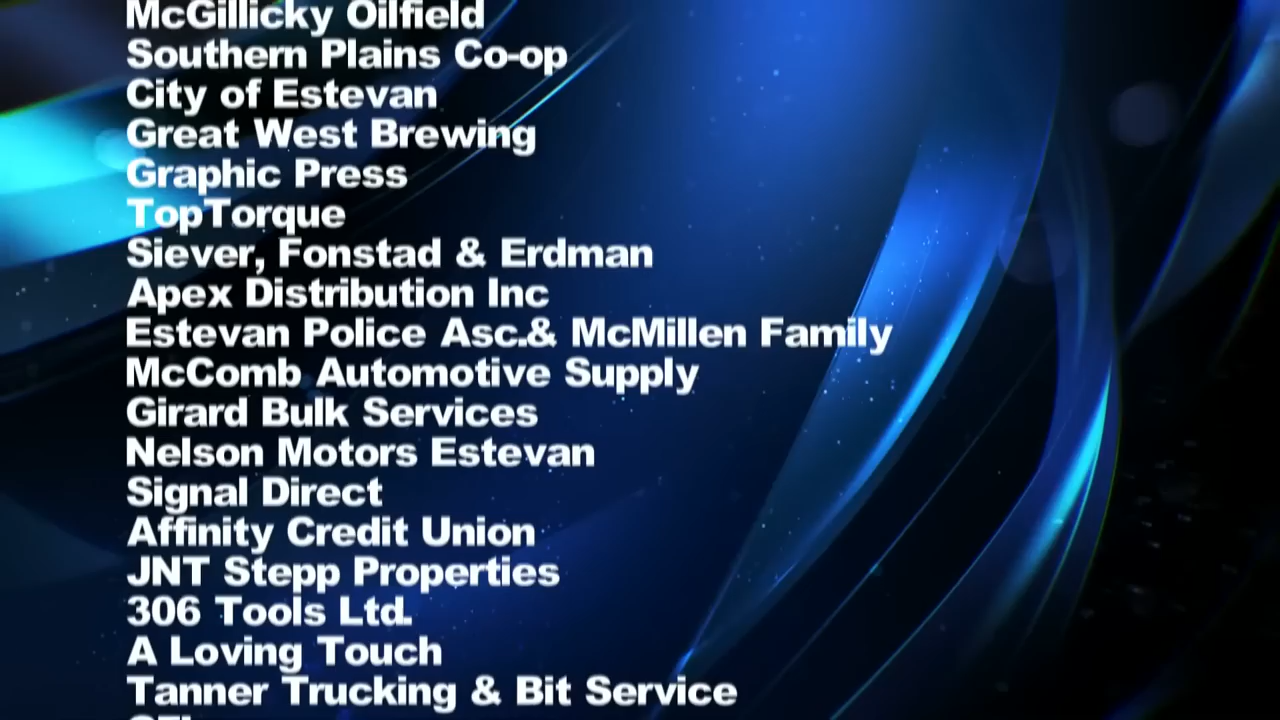 McGillicky Oilfield
Southern Plains Co-op
City of Estevan
Great West Brewing
Graphic Press
TopTorque
Siever, Fonstad & Erdman
Apex Distribution Inc
Estevan Police Asc.& McMillen Family
McComb Automotive Supply
Girard Bulk Services
Nelson Motors Estevan
Signal Direct
Affinity Credit Union
JNT Stepp Properties
306 Tools Ltd.
A Loving Touch
Tanner Trucking & Bit Service